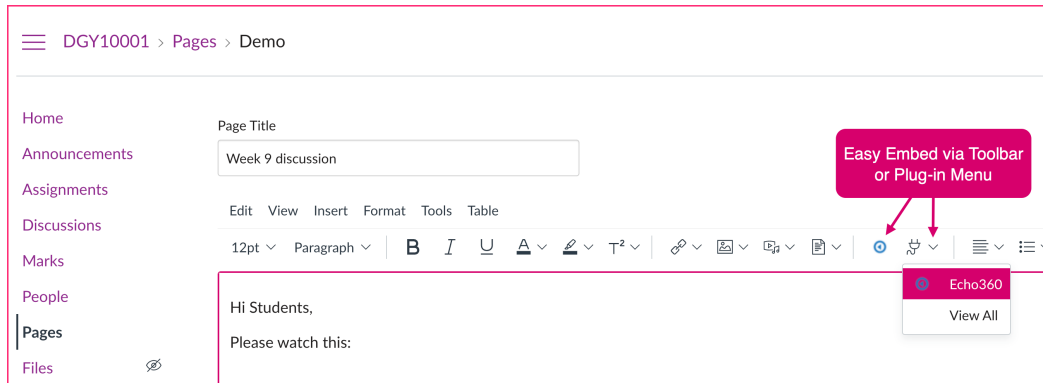 DGY10001 > Pages > Demo
Home
Announcements
Assignments
Discussions
Marks
People
Pages
Files
Page Title
Week 9 discussion
Easy Embed via Toolbar
or Plug-in Menu
Edit View Insert Format Tools Table
12pt Paragraph B I U A T²
Echo360
View All
Hi Students,
Please watch this: